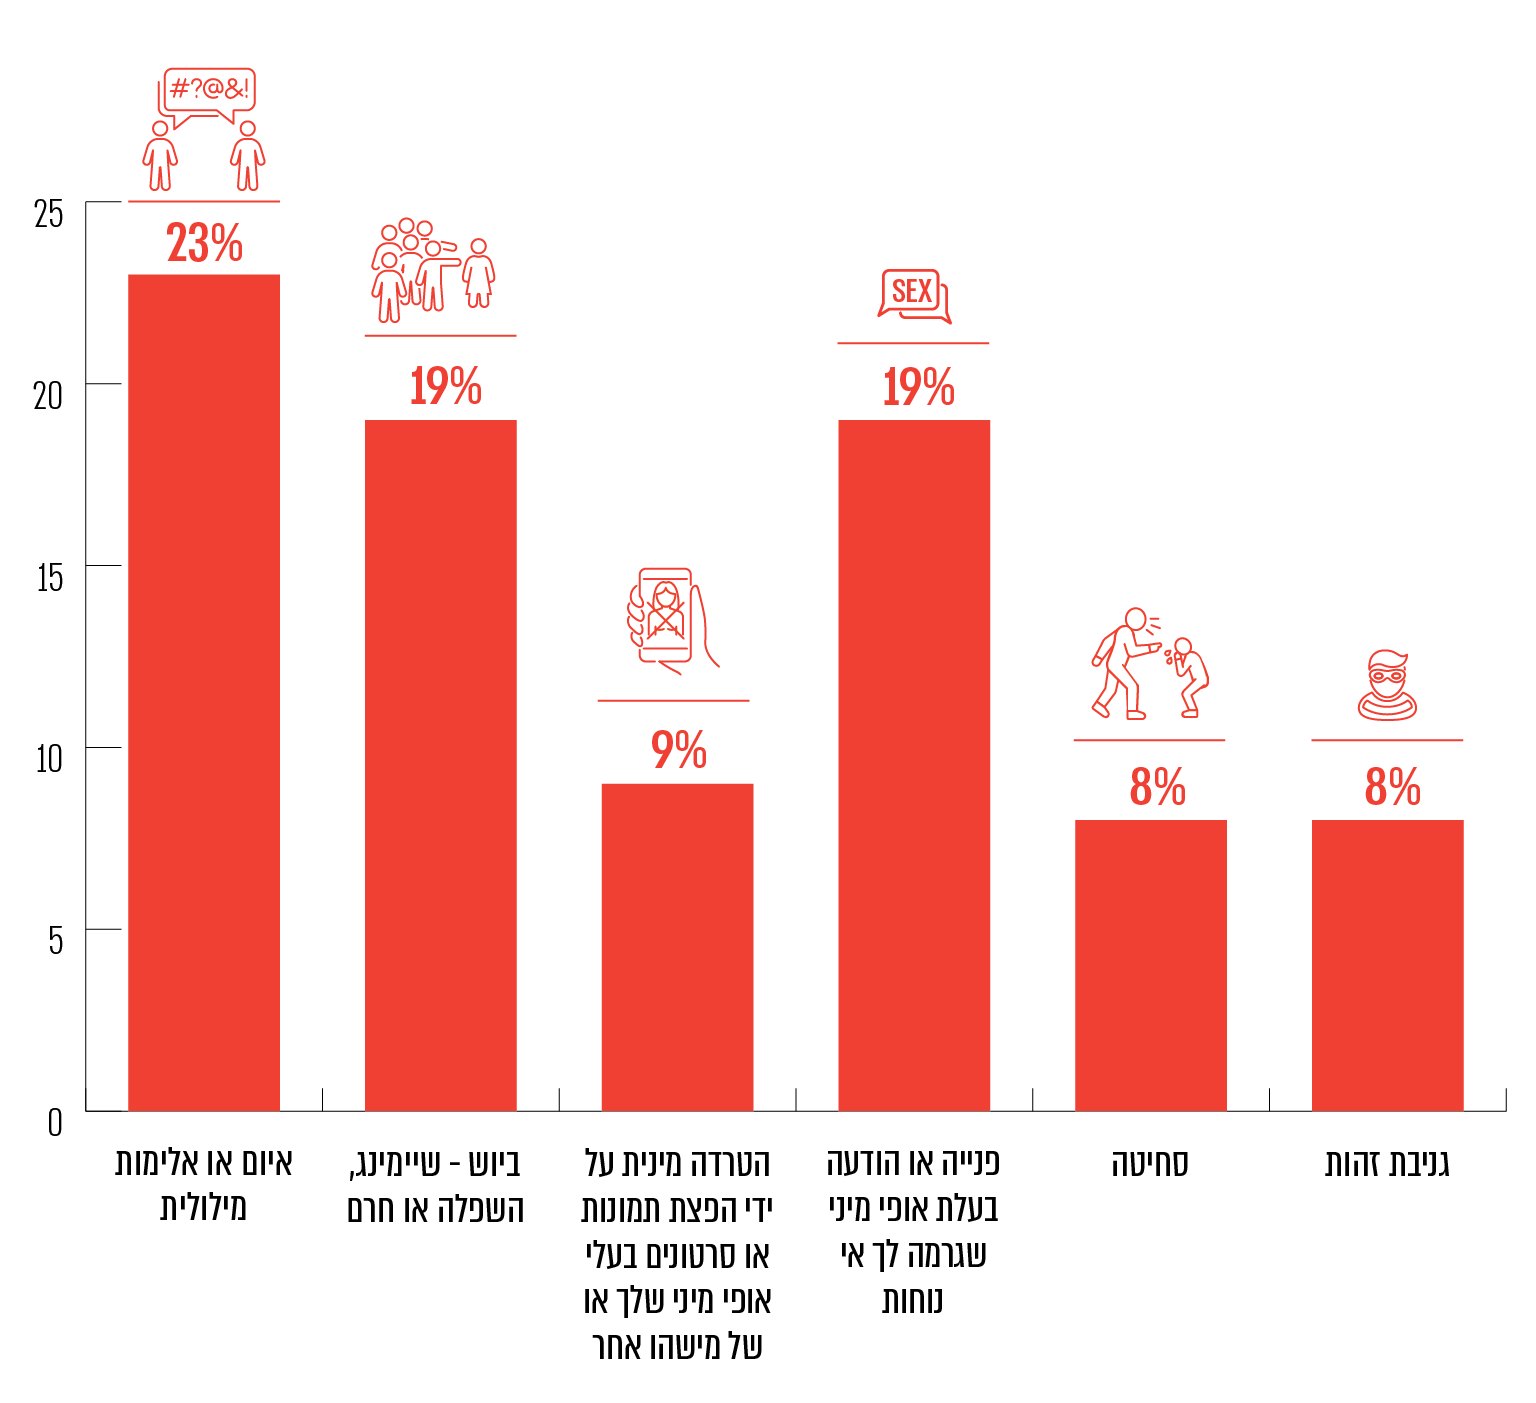 #?@&!
23%
19%
9%
SEX
19%
8%
8%
25
20
15
10
5
0
איום או אלימות
מילולית
ביוש - שיימינג,
השפלה או חרם
הטרדה מינית על
ידי הפצת תמונות
או סרטונים בעלי
אופי מיני שלך או
של מישהו אחר
פנייה או הודעה
בעלת אופי מיני
שגרמה לך אי
נוחות
סחיטה
גניבת זהות